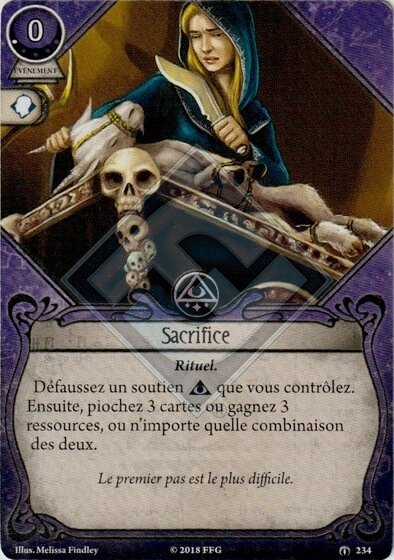 0
ÉVÉNEMENT
Sacrifice
Rituel.
Défaussez un soutien que vous contrôlez.
Ensuite, piochez 3 cartes ou gagnez 3
ressources, ou n'importe quelle combinaison
des deux.
Le premier pas est le plus difficile.
Illus. Melissa Findley
© 2018 FFG
234